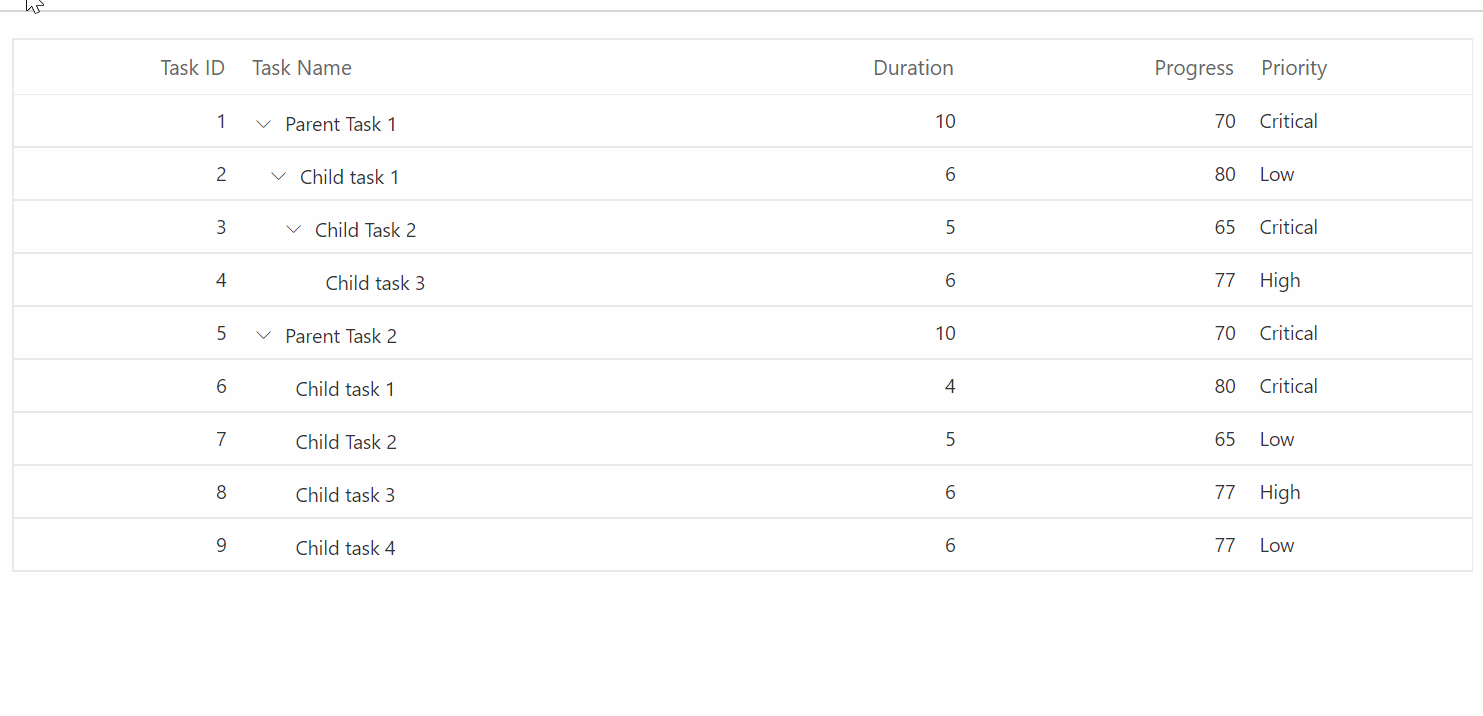 Task ID Task Name Duration Progress Priority
1 Parent Task 1 10 70 Critical
2 Child task 1 6 80 Low
3 Child Task 2 5 65 Critical
4 Child task 3 6 77 High
5 Parent Task 2 10 70 Critical
6 Child task 1 4 80 Critical
7 Child Task 2 5 65 Low
8 Child task 3 6 77 High
9 Child task 4 6 77 Low